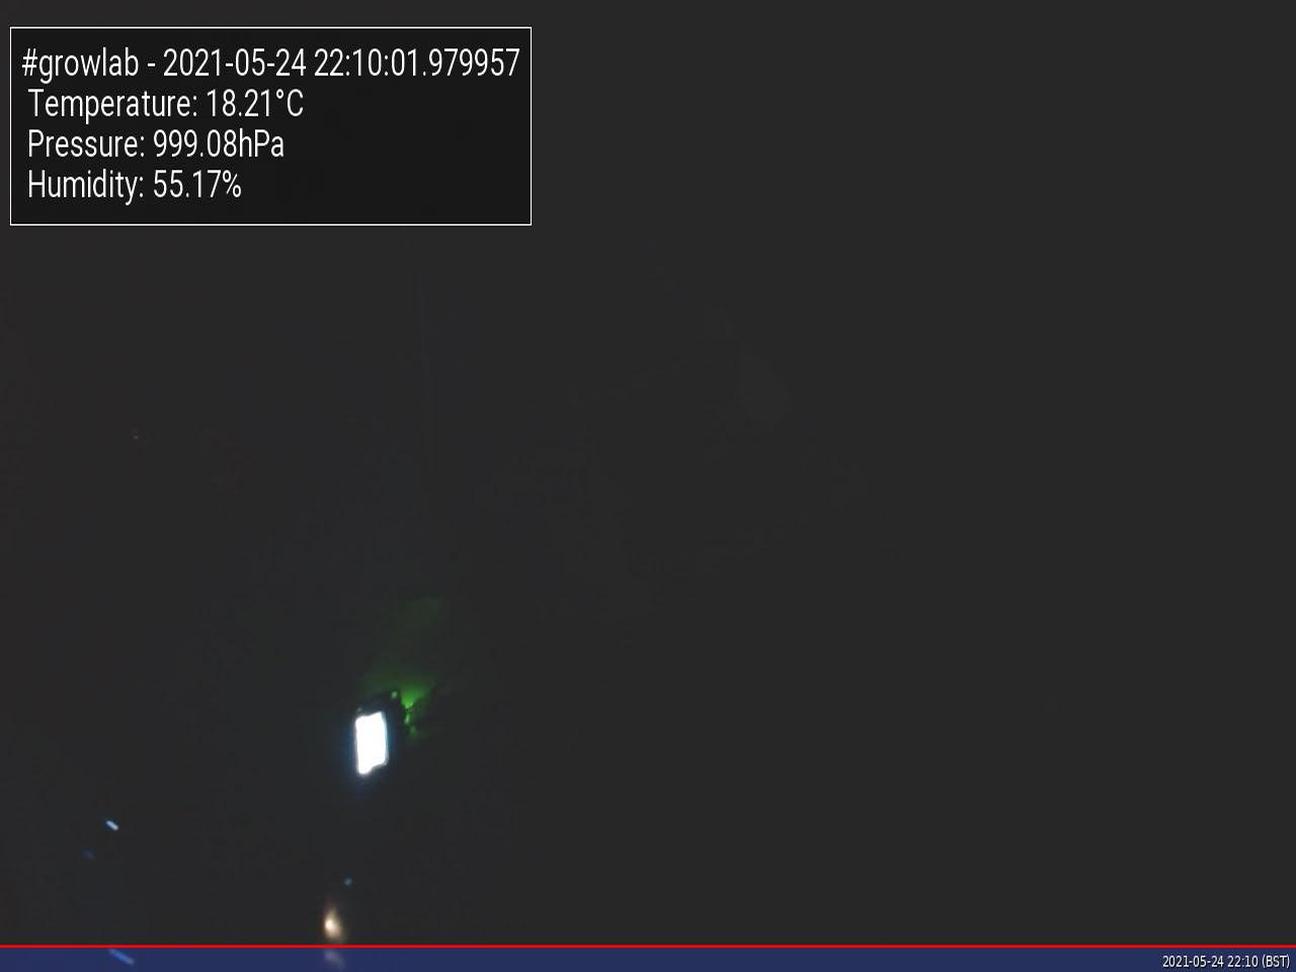 #growlab - 2021-05-24 22:10:01.979957
Temperature: 18.21°C
Pressure: 999.08hPa
Humidity: 55.17%
2021-05-24 22:10 (BST)